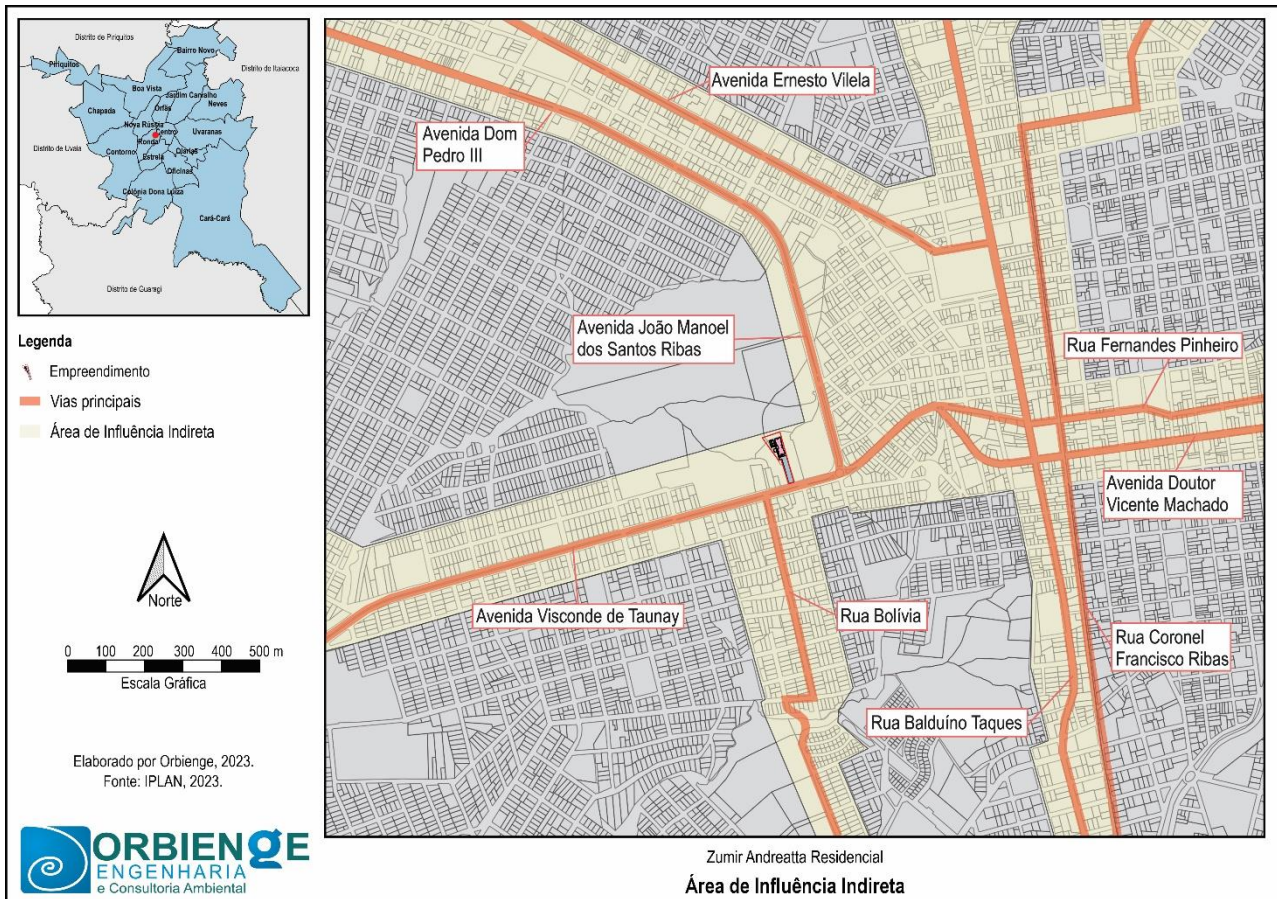 Distrito de Piriquitos
Bairro Novo
Distrito de Itaiacoca
Piriquitos
Boa Vista
Jardim Carvalho
Chapada
Órfãs
Neves
Nova Rússia
Centro
Uvaranas
Distrito de Uvaia
Ronda
Contorno
Estrela
Olarias
Oficinas
Colônia Dona Luíza
Cará-Cará
Distrito de Guaragi
Legenda
Empreendimento
Vias principais
Área de Influência Indireta
Norte
0 100 200 300 400 500 m
Escala Gráfica
Elaborado por Orbienge, 2023.
Fonte: IPLAN, 2023.
ORBIENGE
ENGENHARIA
e Consultoria Ambiental
Avenida Ernesto Vilela
Avenida Dom
Pedro III
Avenida João Manoel
dos Santos Ribas
Rua Fernandes Pinheiro
Avenida Doutor
Vicente Machado
Avenida Visconde de Taunay
Rua Bolívia
Rua Coronel
Francisco Ribas
Rua Balduíno Taques
Zumir Andreatta Residencial
Área de Influência Indireta